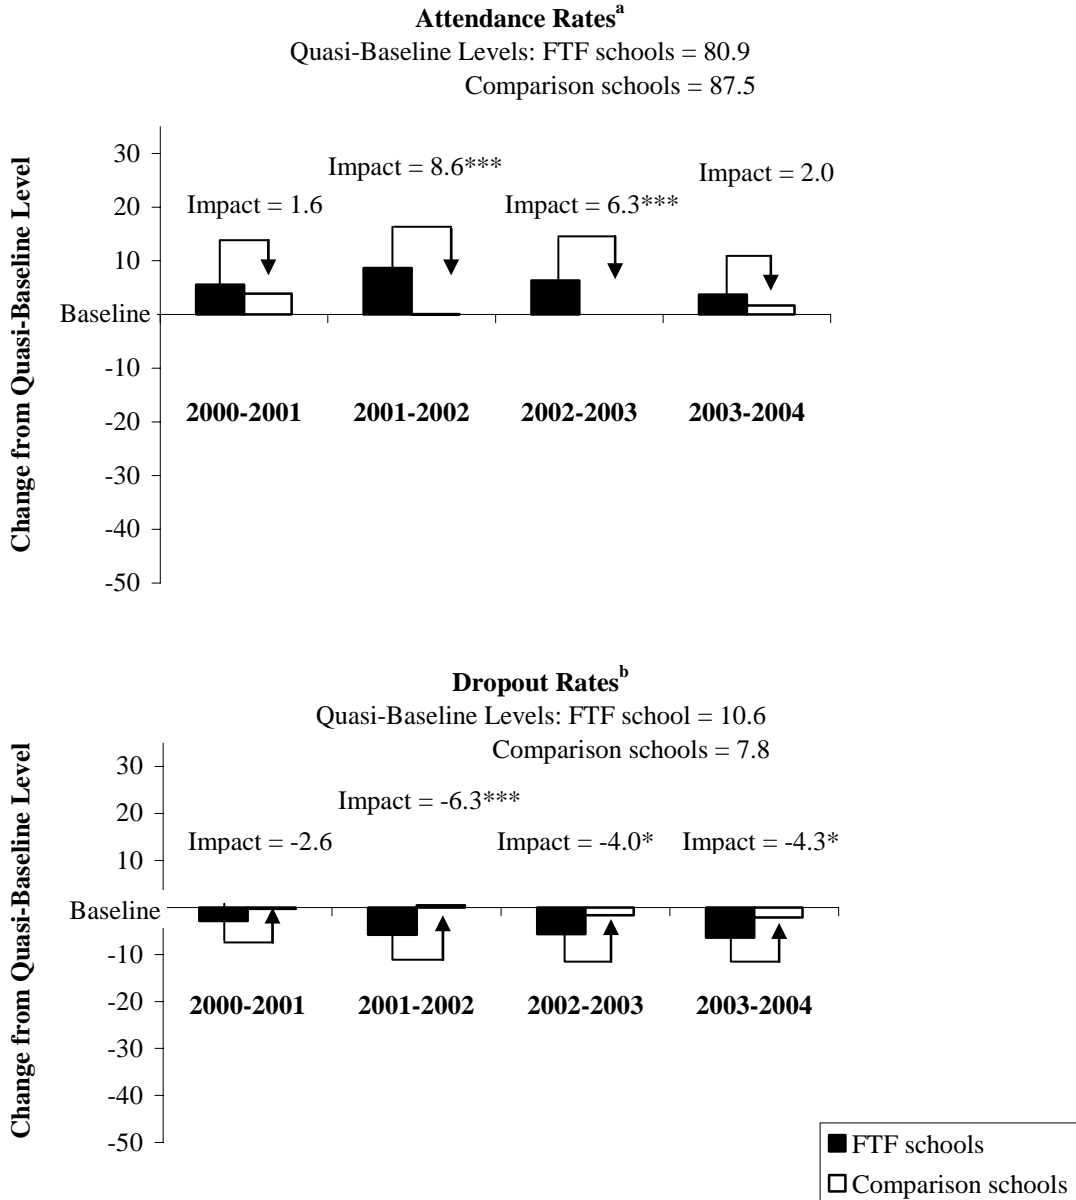 Attendance Rates^a
Quasi-Baseline Levels: FTF schools = 80.9
Comparison schools = 87.5
Change from Quasi-Baseline Level
30
20
10
Baseline
-10
-20
-30
-40
-50
Impact = 1.6
Impact = 8.6***
Impact = 6.3***
Impact = 2.0
2000-2001
2001-2002
2002-2003
2003-2004
Dropout Rates^b
Quasi-Baseline Levels: FTF school = 10.6
Comparison schools = 7.8
Change from Quasi-Baseline Level
30
20
10
Baseline
-10
-20
-30
-40
-50
Impact = -2.6
Impact = -6.3***
Impact = -4.0*
Impact = -4.3*
2000-2001
2001-2002
2002-2003
2003-2004
FTF schools
Comparison schools